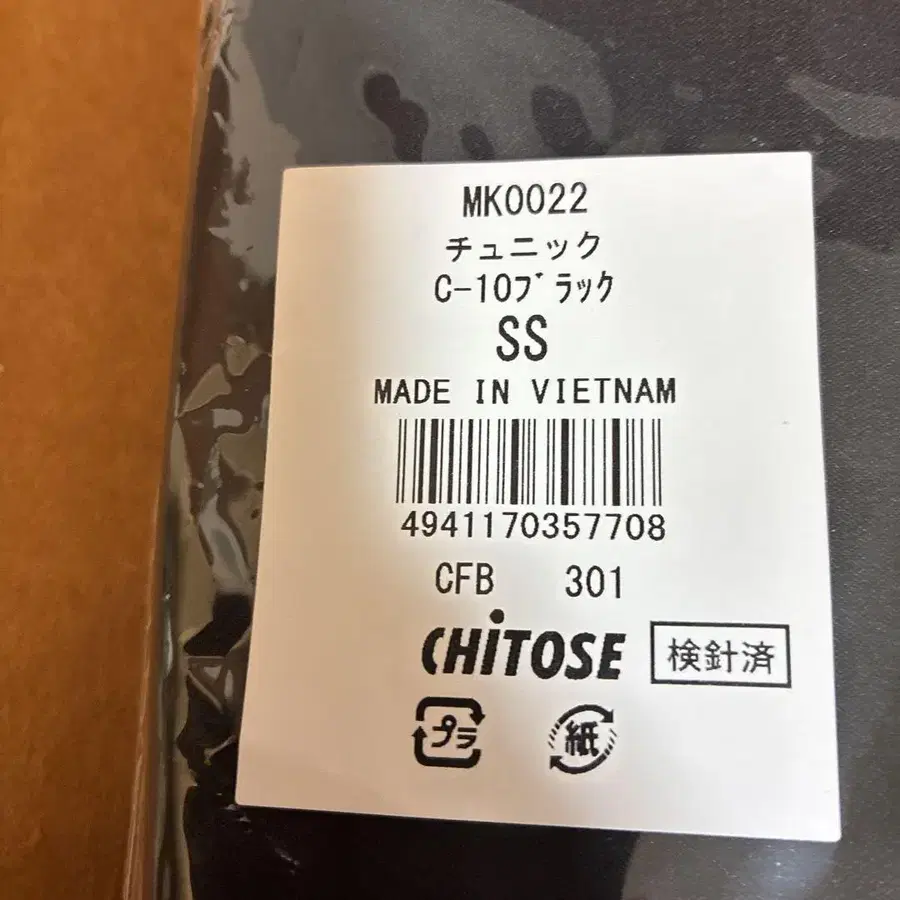 MK0022
チュニック
C-10ﾌﾞﾗｯｸ
SS
MADE IN VIETNAM
4941170357708
CFB 301
CHiTOSE 検針済
プラ 紙